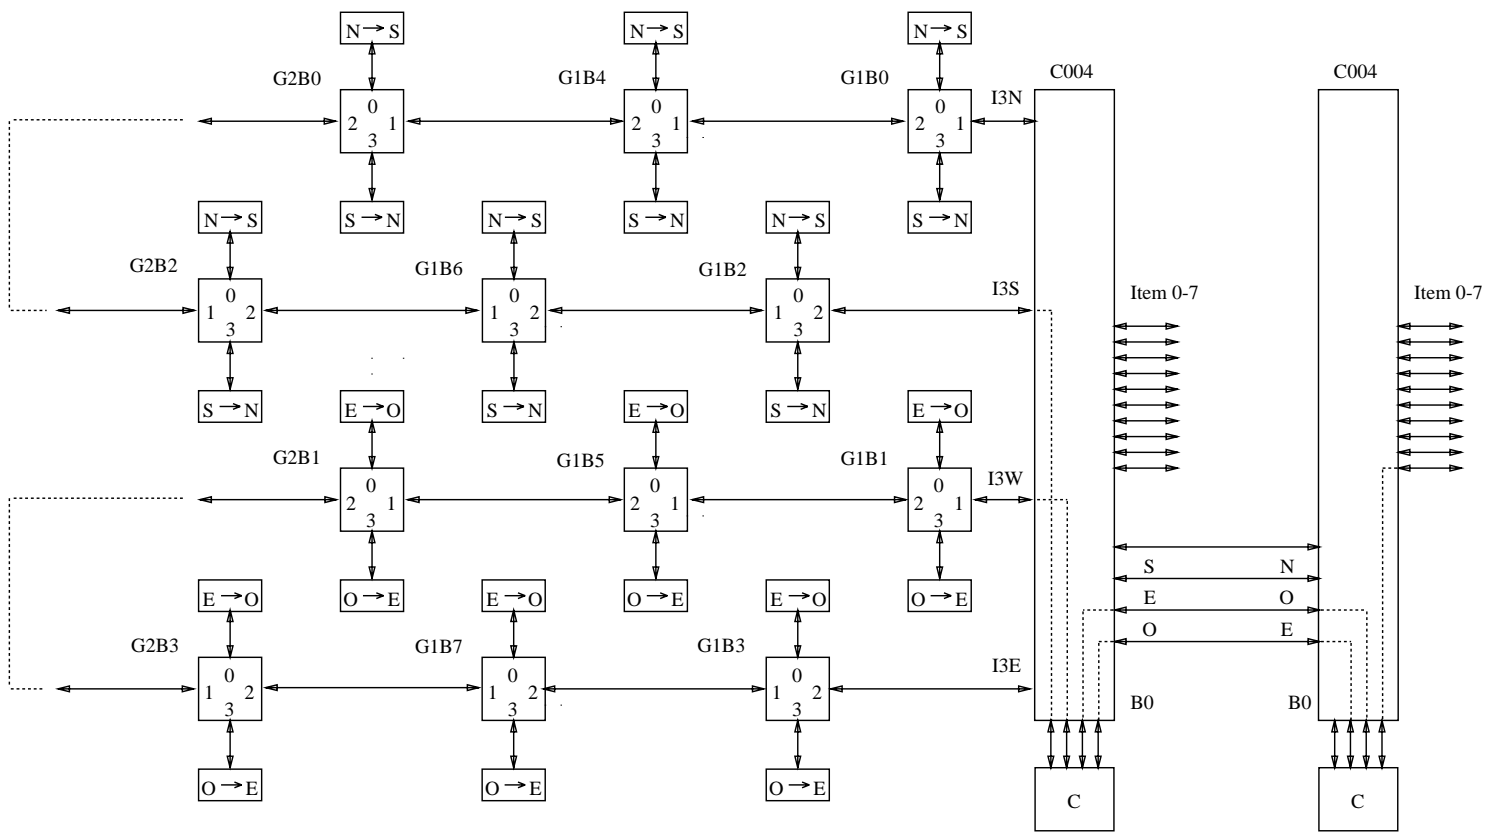 N→S N→S N→S
G2B0 G1B4 G1B0 C004 C004
I3N
0 0 0
2 1 2 1 2 1
3 3 3
N→S S→N N→S S→N N→S S→N
G2B2 G1B6 G1B2 I3S Item 0-7 Item 0-7
0 0 0
1 2 1 2 1 2
3 3 3
S→N E→O S→N E→O S→N E→O
G2B1 G1B5 G1B1 I3W
0 0 0
2 1 2 1 2 1
3 3 3
S N
E→O O→E E→O O→E E→O O→E E O
O E
G2B3 G1B7 G1B3 I3E
0 0 0
1 2 1 2 1 2
3 3 3
B0 B0
O→E O→E O→E C C